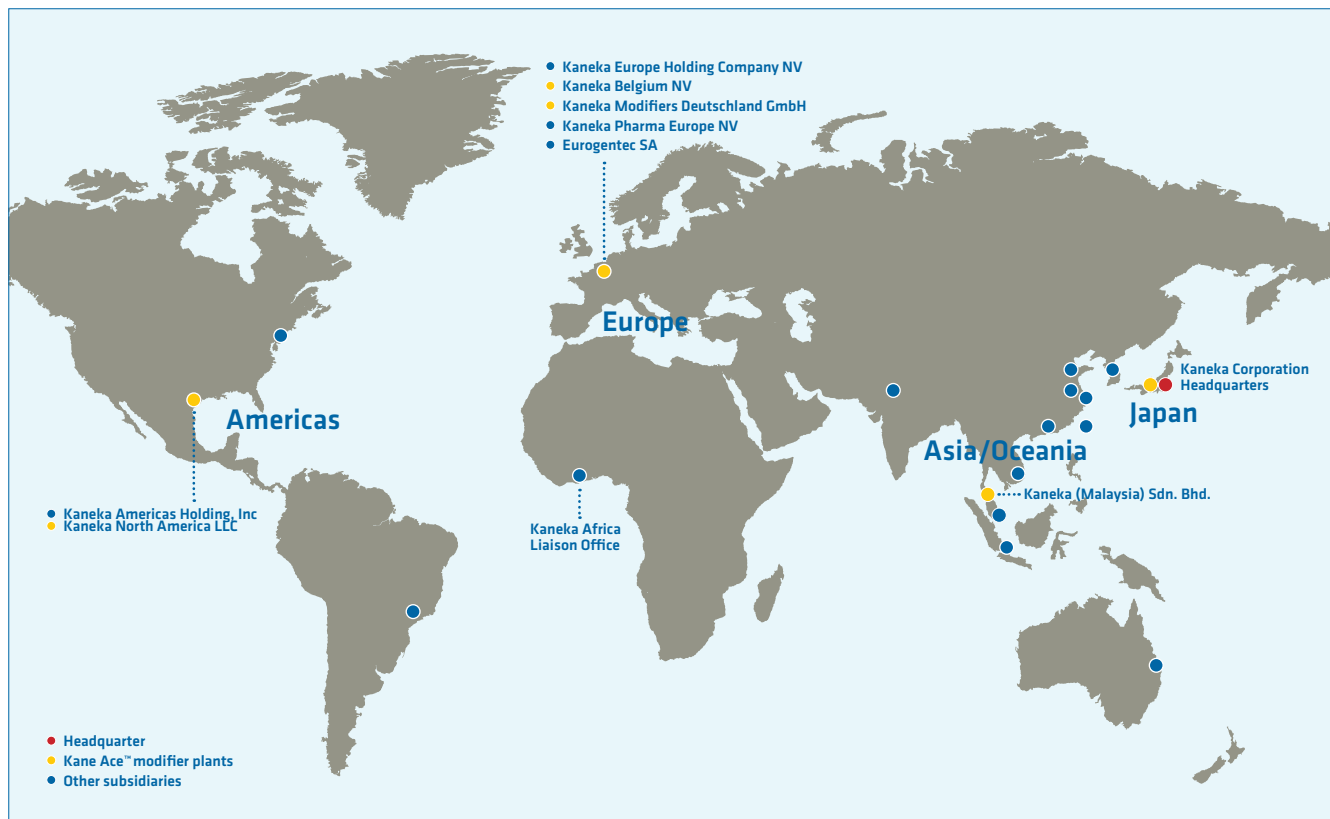 Kaneka Europe Holding Company NV
Kaneka Belgium NV
Kaneka Modifiers Deutschland GmbH
Kaneka Pharma Europe NV
Eurogentec SA
Europe
Kaneka Corporation
Headquarters
Japan
Americas
Asia/Oceania
Kaneka (Malaysia) Sdn. Bhd.
Kaneka Americas Holding, Inc
Kaneka North America LLC
Kaneka Africa
Liaison Office
Headquarter
Kane Ace™ modifier plants
Other subsidiaries